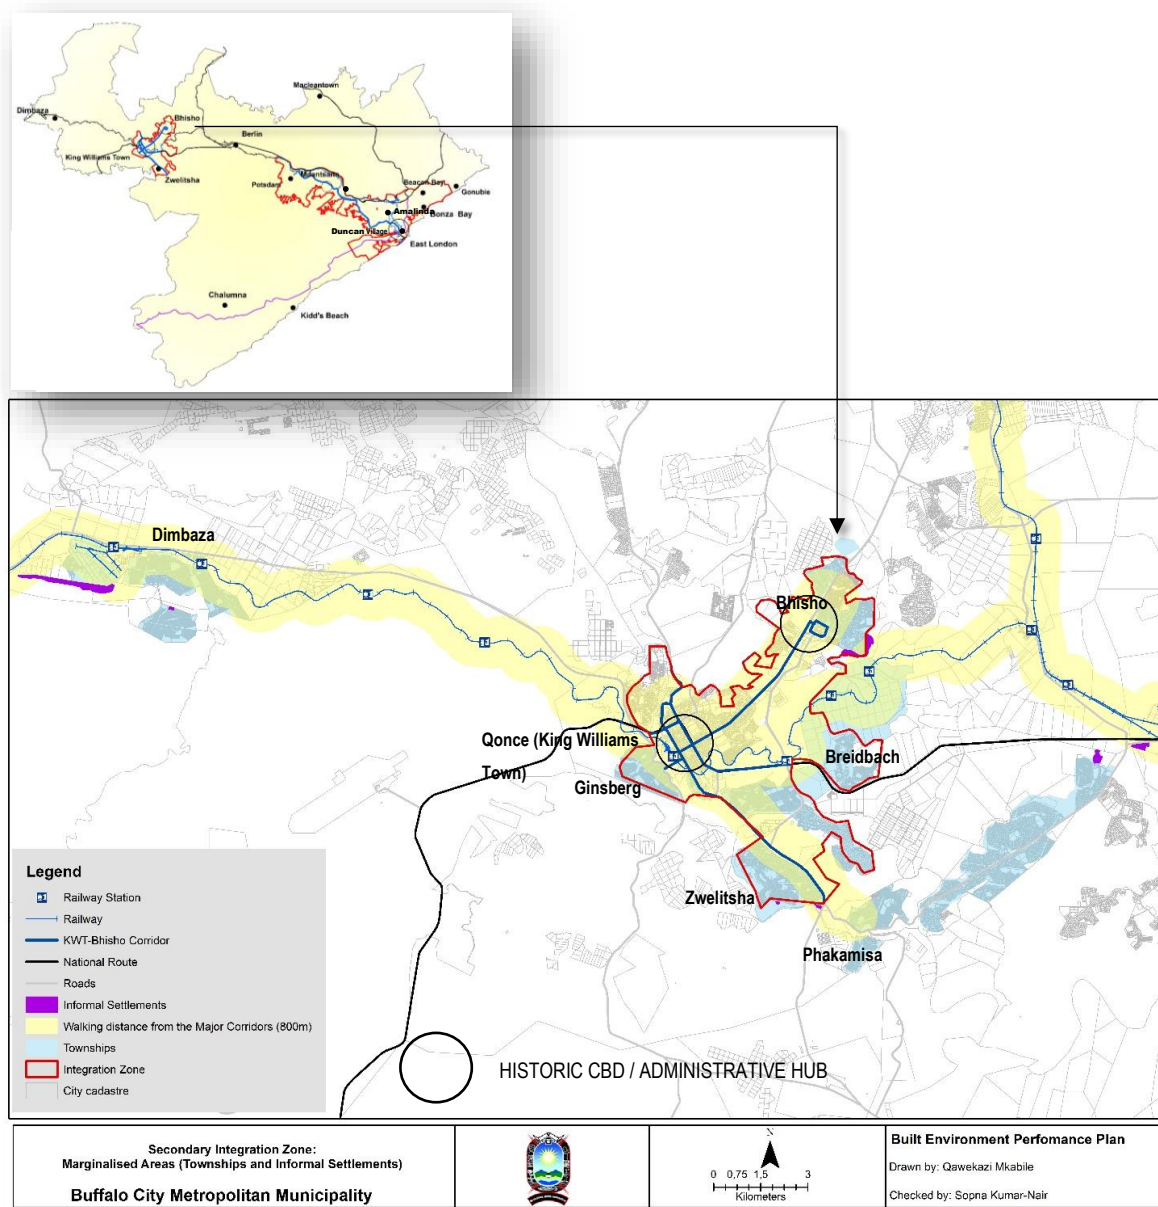 Macleantown
Dimbaza
Bhisho
Berlin
King Williams Town
Zwelitsha
Potsdam
Mdantsane
Beacon Bay
Gonubie
Amalinda
Bonza Bay
Duncan Village
East London
Chalumna
Kidd's Beach
Dimbaza
Bhisho
Qonce (King Williams
Town)
Breidbach
Ginsberg
Zwelitsha
Phakamisa
Legend
Railway Station
Railway
KWT-Bhisho Corridor
National Route
Roads
Informal Settlements
Walking distance from the Major Corridors (800m)
Townships
Integration Zone
City cadastre
HISTORIC CBD / ADMINISTRATIVE HUB
Secondary Integration Zone:
Marginalised Areas (Townships and Informal Settlements)
Buffalo City Metropolitan Municipality
N
0 0,75 1,5 3
Kilometers
Built Environment Perfomance Plan
Drawn by: Qawekazi Mkabile
Checked by: Sopna Kumar-Nair